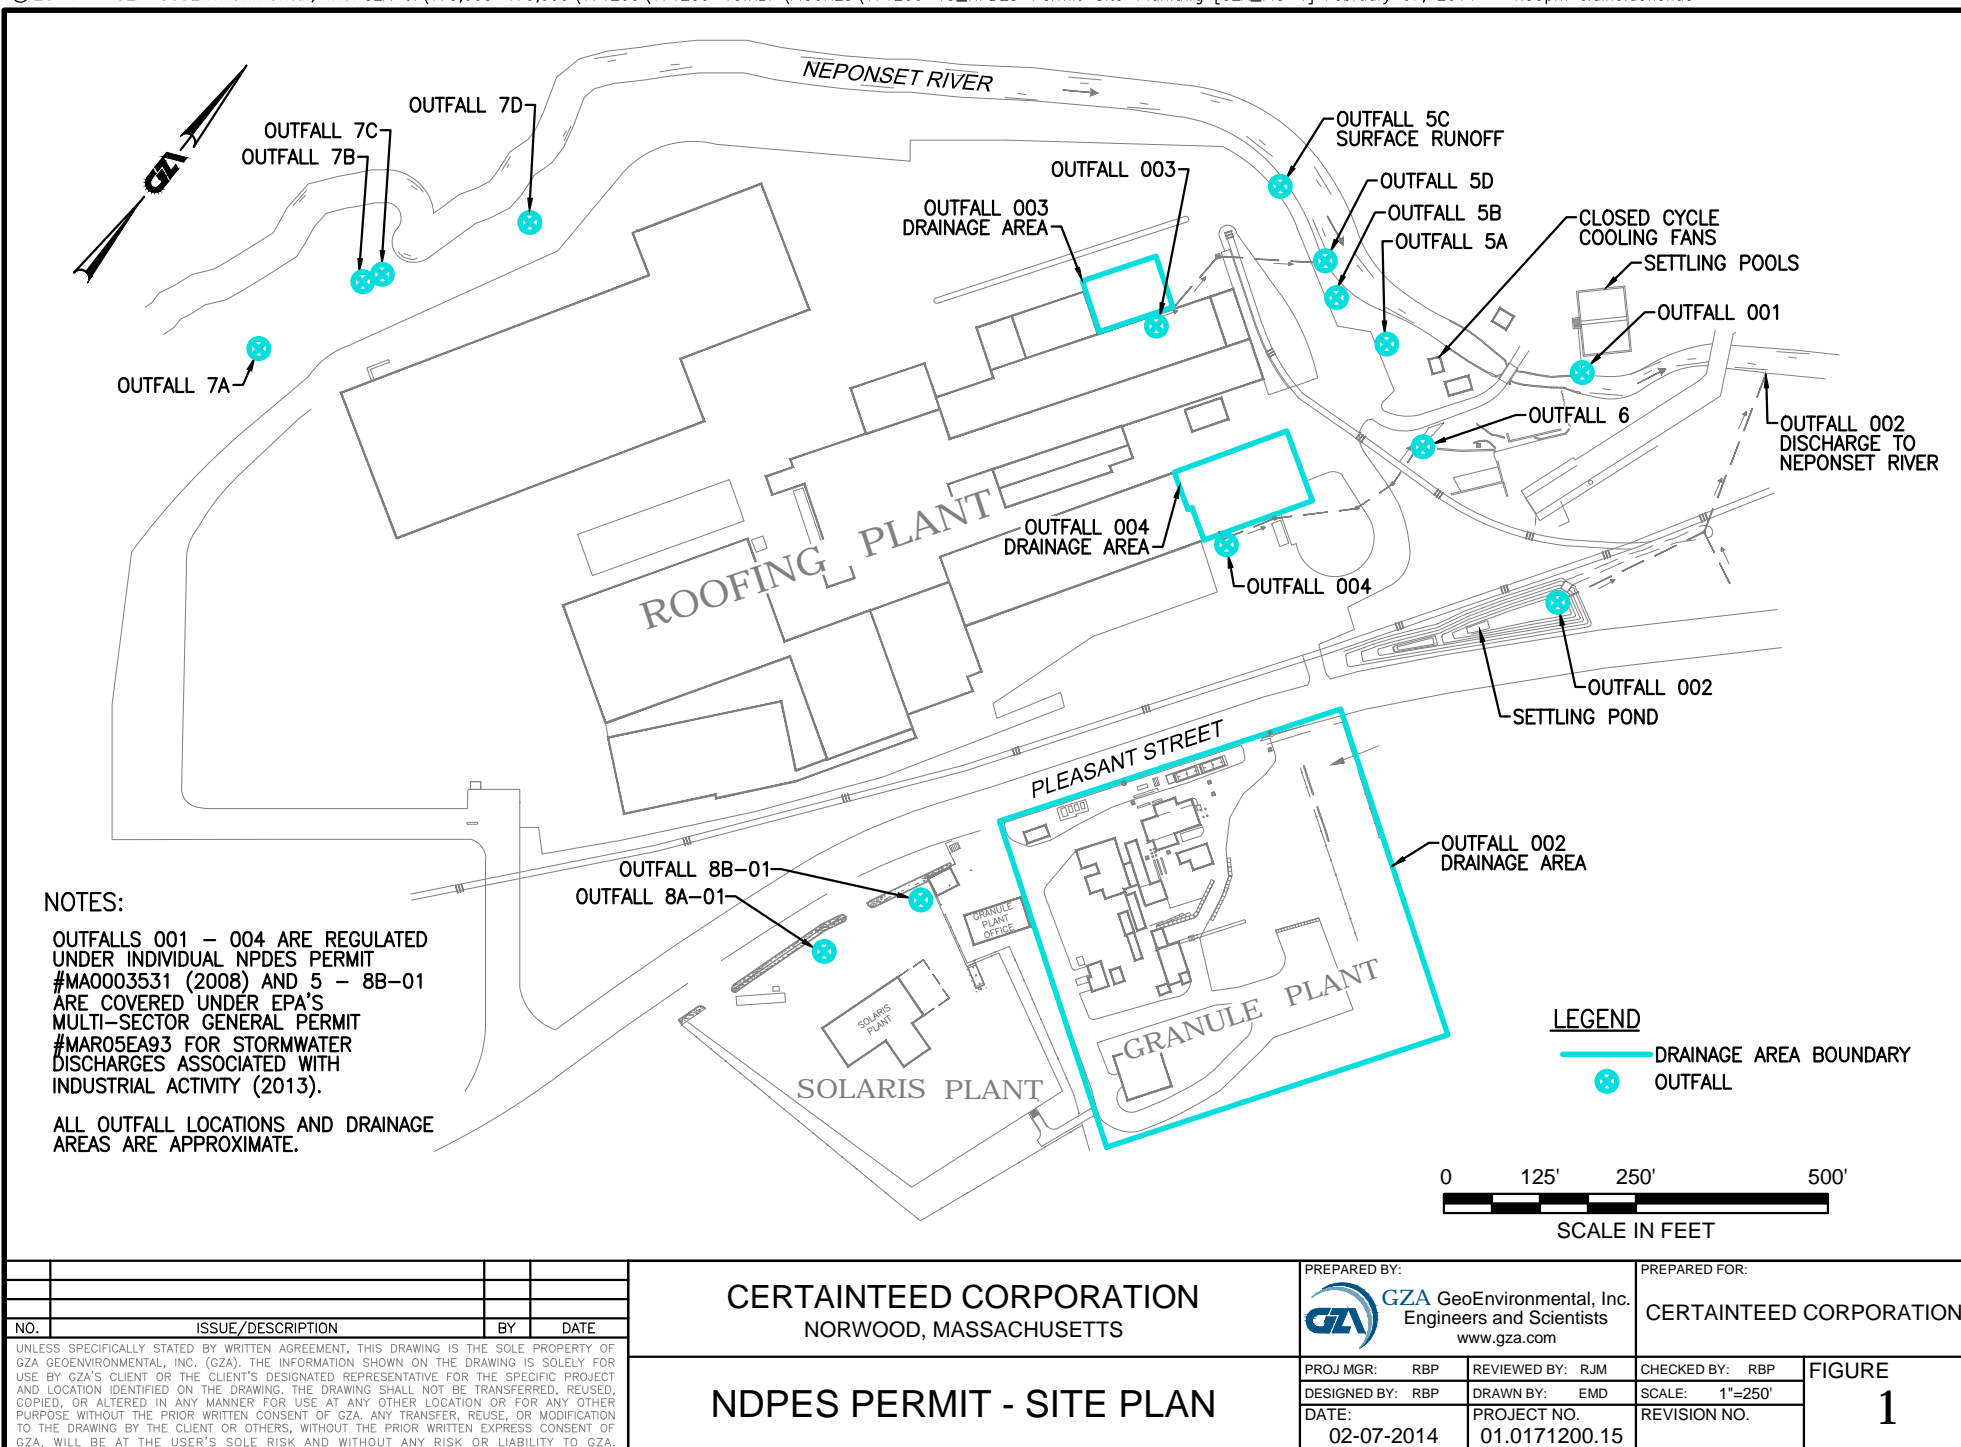 NEPONSET RIVER
OUTFALL 7D
OUTFALL 7C
OUTFALL 7B
OUTFALL 7A
GZA
OUTFALL 5C
SURFACE RUNOFF
OUTFALL 003
OUTFALL 003
DRAINAGE AREA
OUTFALL 5D
OUTFALL 5B
OUTFALL 5A
CLOSED CYCLE
COOLING FANS
SETTLING POOLS
OUTFALL 001
OUTFALL 6
OUTFALL 002
DISCHARGE TO
NEPONSET RIVER
ROOFING PLANT
OUTFALL 004
DRAINAGE AREA
OUTFALL 004
OUTFALL 002
SETTLING POND
PLEASANT STREET
OUTFALL 002
DRAINAGE AREA
OUTFALL 8B-01
OUTFALL 8A-01
GRANULE
PLANT
OFFICE
SOLARIS
PLANT
SOLARIS PLANT
GRANULE PLANT
NOTES:
OUTFALLS 001 - 004 ARE REGULATED
UNDER INDIVIDUAL NPDES PERMIT
#MA0003531 (2008) AND 5 - 8B-01
ARE COVERED UNDER EPA'S
MULTI-SECTOR GENERAL PERMIT
#MAR05EA93 FOR STORMWATER
DISCHARGES ASSOCIATED WITH
INDUSTRIAL ACTIVITY (2013).
ALL OUTFALL LOCATIONS AND DRAINAGE
AREAS ARE APPROXIMATE.
LEGEND
DRAINAGE AREA BOUNDARY
OUTFALL
0 125' 250' 500'
SCALE IN FEET
NO. ISSUE/DESCRIPTION BY DATE
UNLESS SPECIFICALLY STATED BY WRITTEN AGREEMENT, THIS DRAWING IS THE SOLE PROPERTY OF
GZA GEOENVIRONMENTAL, INC. (GZA). THE INFORMATION SHOWN ON THE DRAWING IS SOLELY FOR
USE BY GZA'S CLIENT OR THE CLIENT'S DESIGNATED REPRESENTATIVE FOR THE SPECIFIC PROJECT
AND LOCATION IDENTIFIED ON THE DRAWING. THE DRAWING SHALL NOT BE TRANSFERRED, REUSED,
COPIED, OR ALTERED IN ANY MANNER FOR USE AT ANY OTHER LOCATION OR FOR ANY OTHER
PURPOSE WITHOUT THE PRIOR WRITTEN CONSENT OF GZA. ANY TRANSFER, REUSE, OR MODIFICATION
TO THE DRAWING BY THE CLIENT OR OTHERS, WITHOUT THE PRIOR WRITTEN EXPRESS CONSENT OF
GZA, WILL BE AT THE USER'S SOLE RISK AND WITHOUT ANY RISK OR LIABILITY TO GZA.
CERTAINTEED CORPORATION
NORWOOD, MASSACHUSETTS
NDPES PERMIT - SITE PLAN
PREPARED BY:
GZA
GZA GeoEnvironmental, Inc.
Engineers and Scientists
www.gza.com
PREPARED FOR:
CERTAINTEED CORPORATION
PROJ MGR: RBP
REVIEWED BY: RJM
CHECKED BY: RBP
DESIGNED BY: RBP
DRAWN BY: EMD
SCALE: 1"=250'
DATE:
02-07-2014
PROJECT NO.
01.0171200.15
REVISION NO.
FIGURE
1